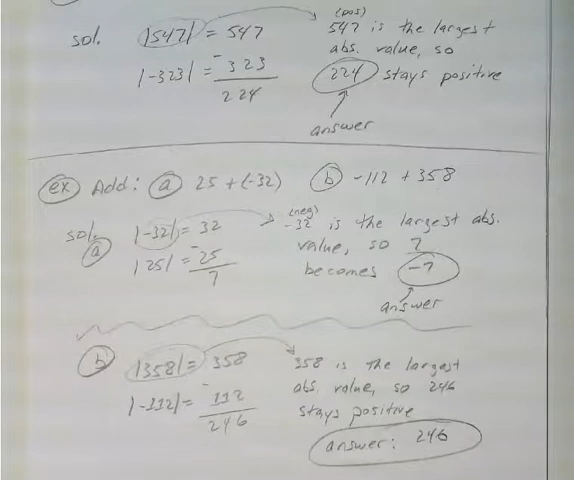 sol. |547| = 547
|-323| = -323
224
(pos)
547 is the largest
abs. value, so
224 stays positive
answer
ex Add: a 25 + (-32) b -112 + 358
sol.
a |-32| = 32
|25| = -25
7
(neg)
-32 is the largest abs.
value, so 7
becomes -7
answer
b |358| = 358
|-112| = -112
246
358 is the largest
abs. value, so 246
stays positive
answer: 246